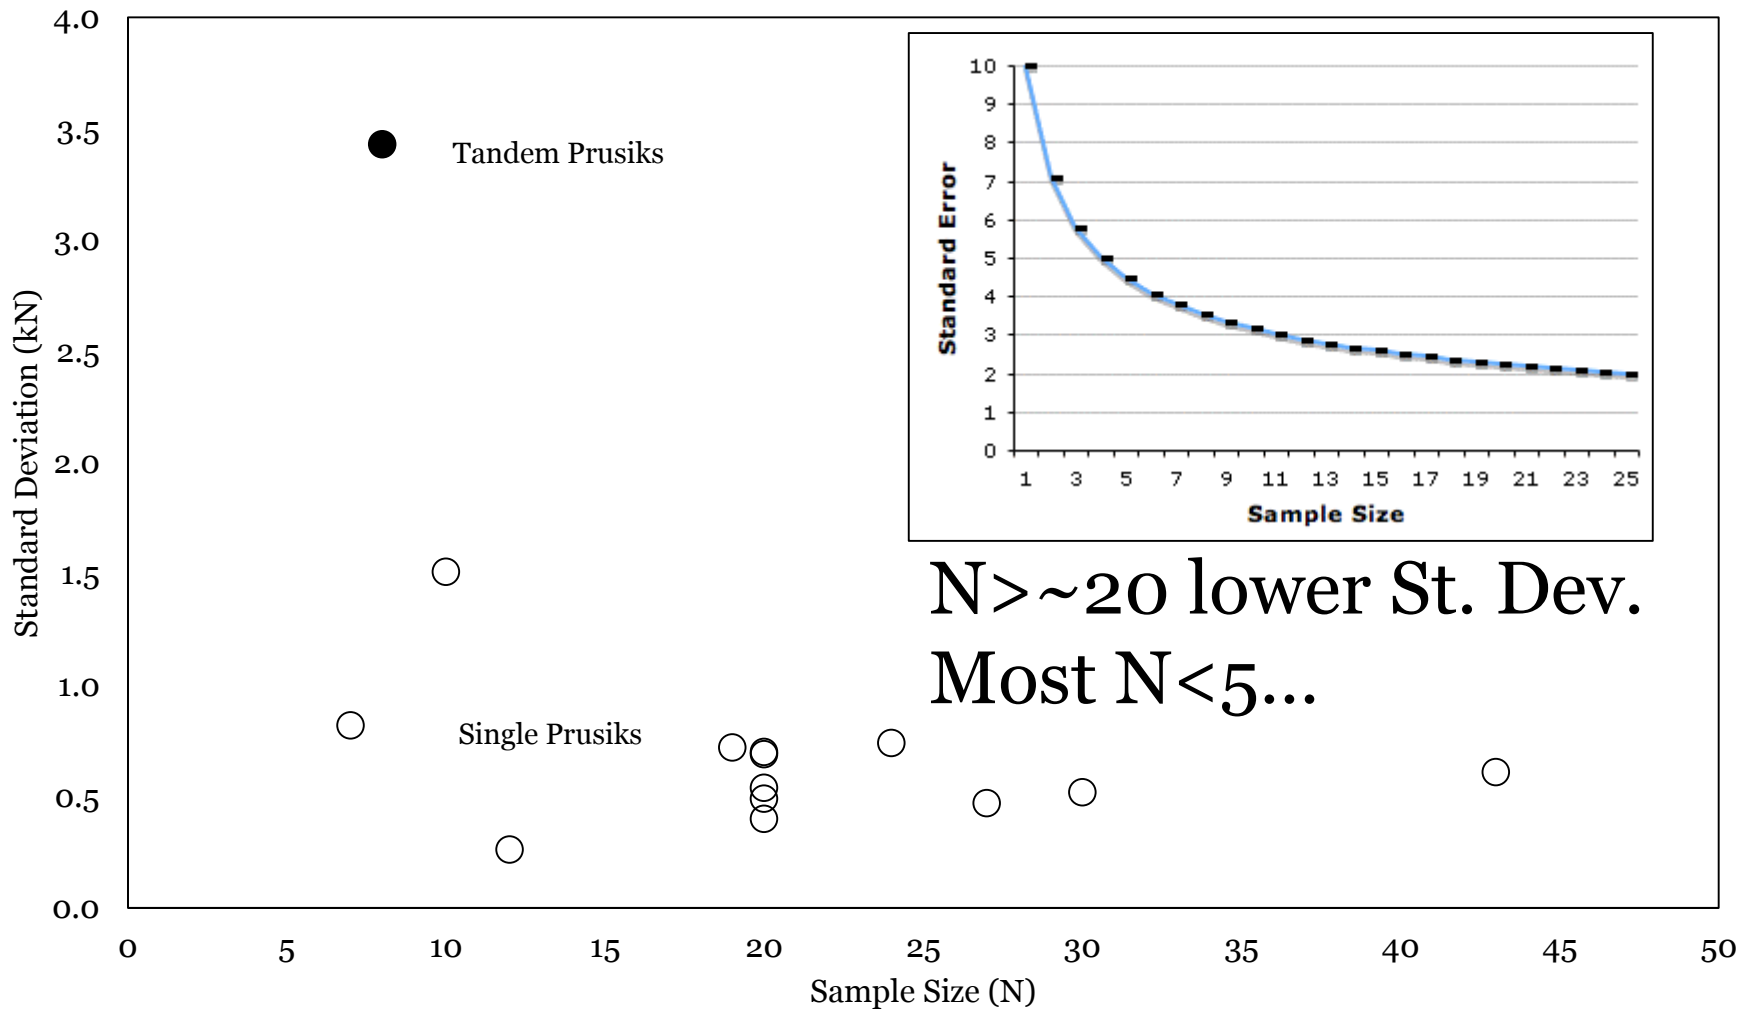 4.0
3.5
3.0
2.5
2.0
1.5
1.0
0.5
0.0
Standard Deviation (kN)
0 5 10 15 20 25 30 35 40 45 50
Sample Size (N)
Tandem Prusiks
Single Prusiks
10
9
8
7
6
5
4
3
2
1
0
Standard Error
1 3 5 7 9 11 13 15 17 19 21 23 25
Sample Size
N>~20 lower St. Dev.
Most N<5...